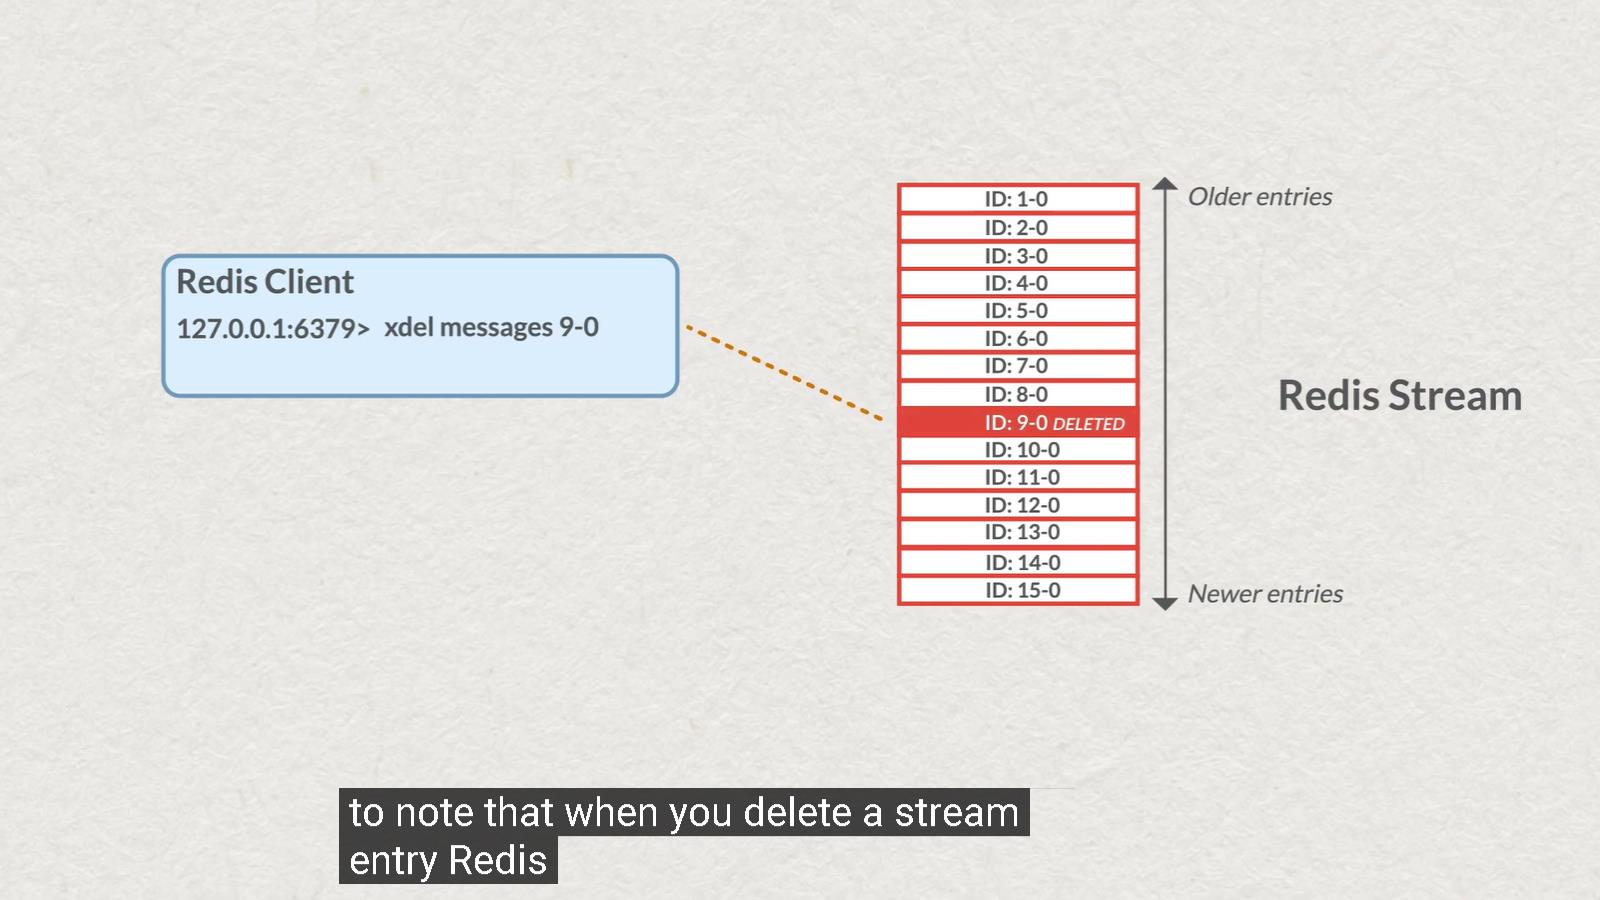 Redis Client
127.0.0.1:6379> xdel messages 9-0
ID: 1-0
ID: 2-0
ID: 3-0
ID: 4-0
ID: 5-0
ID: 6-0
ID: 7-0
ID: 8-0
ID: 9-0 DELETED
ID: 10-0
ID: 11-0
ID: 12-0
ID: 13-0
ID: 14-0
ID: 15-0
Older entries
Redis Stream
Newer entries
to note that when you delete a stream
entry Redis